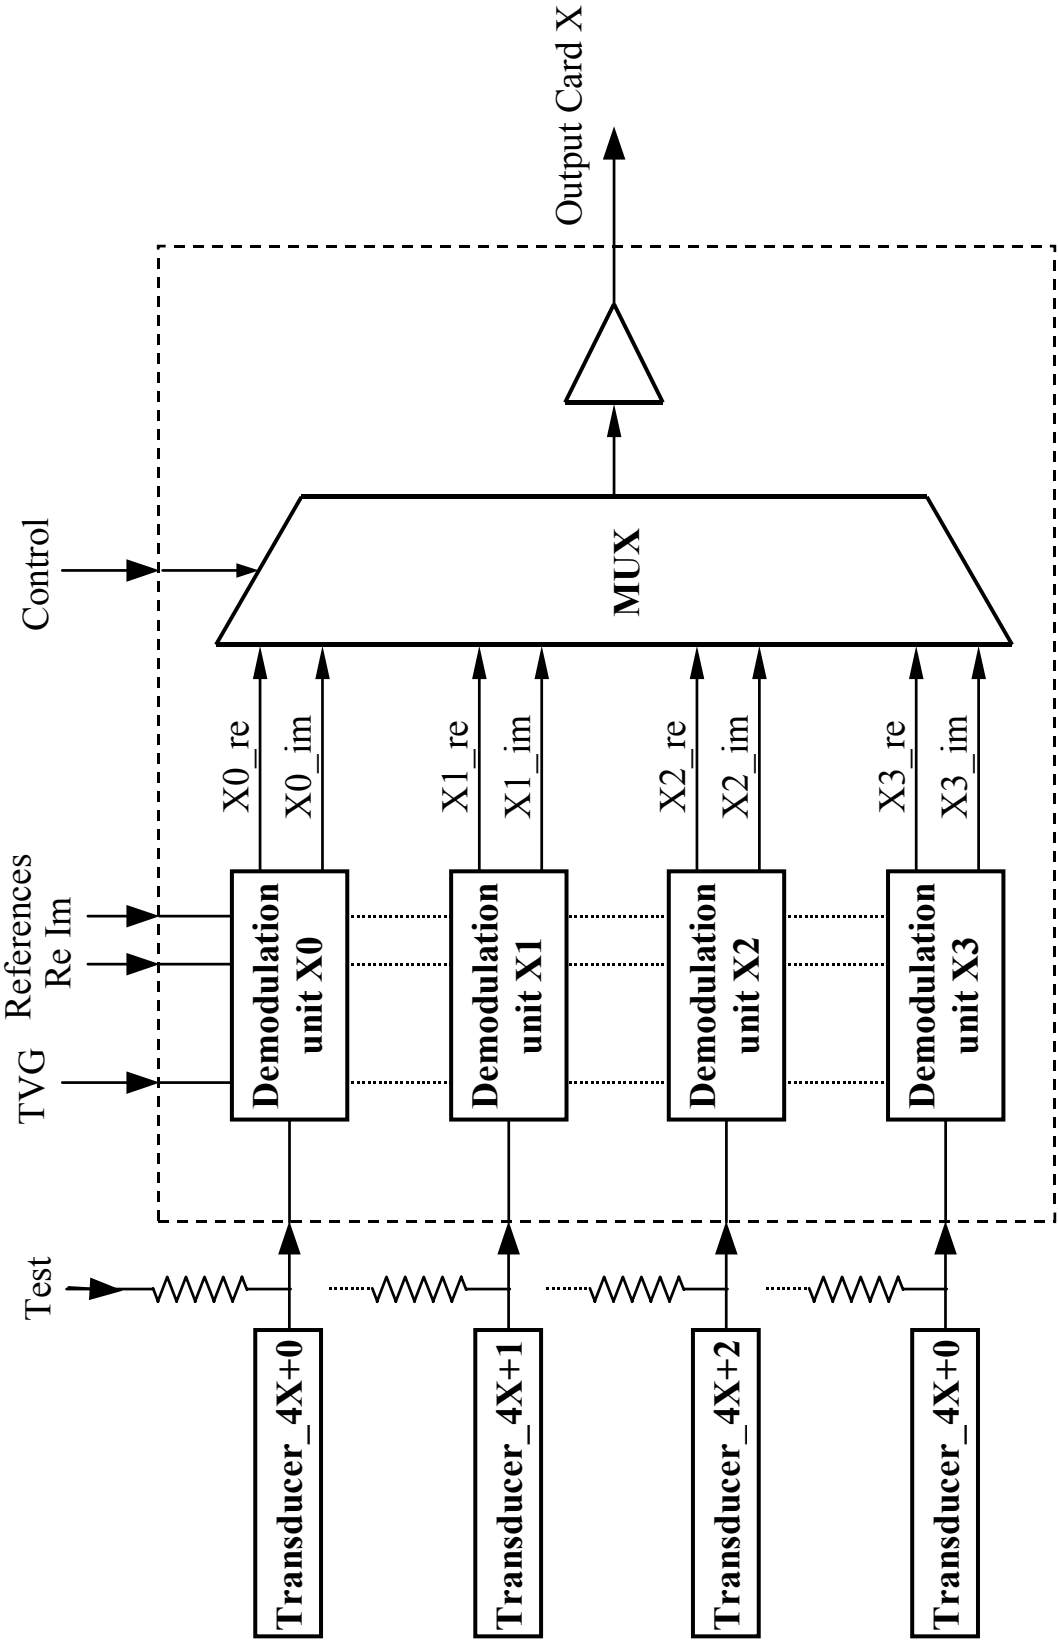 Test
TVG
References
Re Im
Control
Output Card X
Transducer_4X+0
Demodulation
unit X0
X0_re
X0_im
Transducer_4X+1
Demodulation
unit X1
X1_re
X1_im
MUX
Transducer_4X+2
Demodulation
unit X2
X2_re
X2_im
Transducer_4X+0
Demodulation
unit X3
X3_re
X3_im